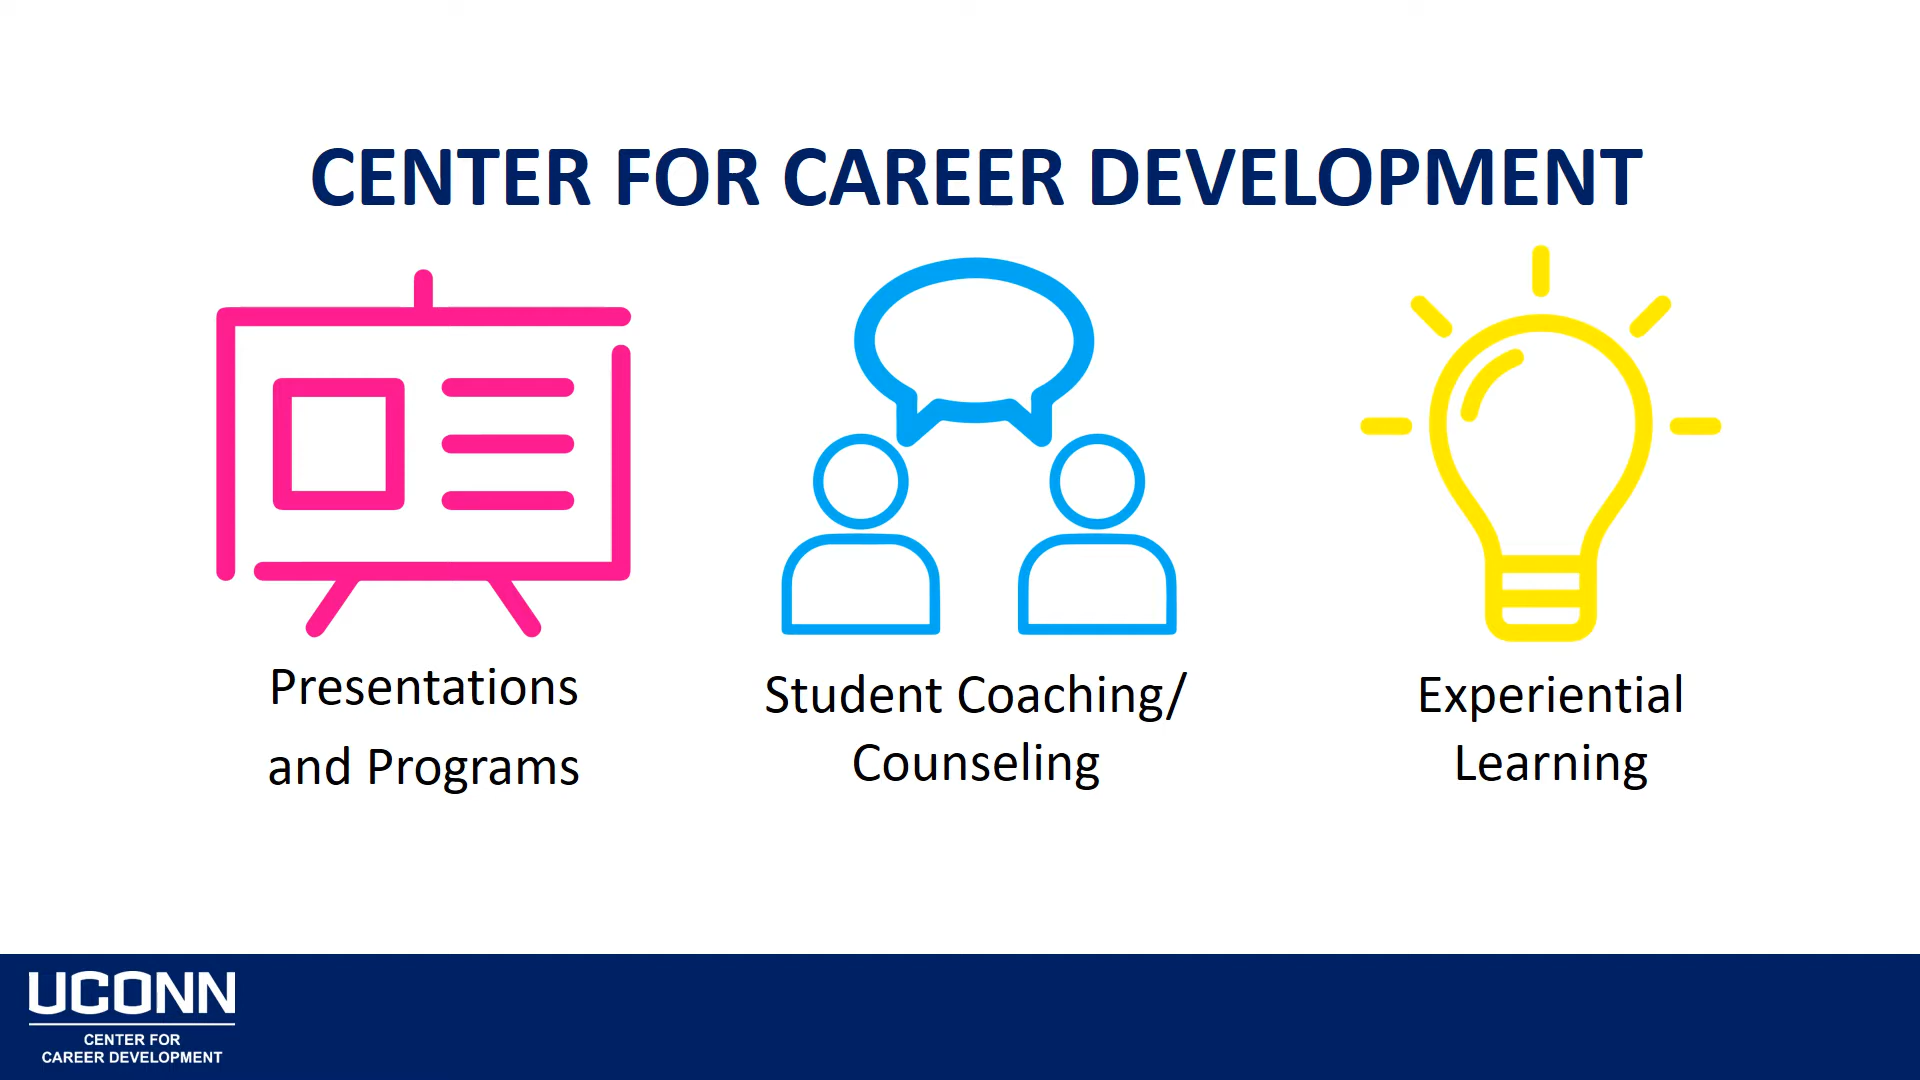 CENTER FOR CAREER DEVELOPMENT
Presentations
and Programs
Student Coaching/
Counseling
Experiential
Learning
UCONN
CENTER FOR
CAREER DEVELOPMENT